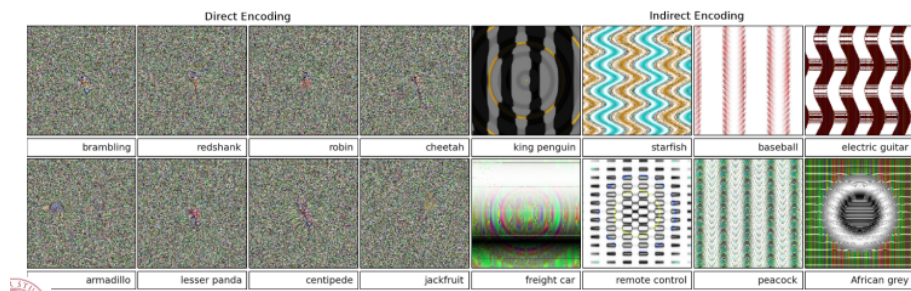 Direct Encoding Indirect Encoding
brambling redshank robin cheetah king penguin starfish baseball electric guitar
armadillo lesser panda centipede jackfruit freight car remote control peacock African grey